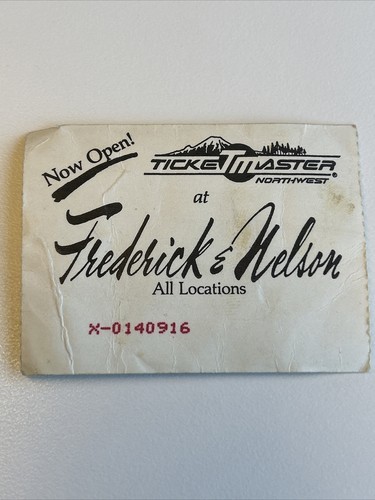 Now Open!
TICKETMASTER
NORTHWEST®
at
Frederick & Nelson
All Locations
X-0140916